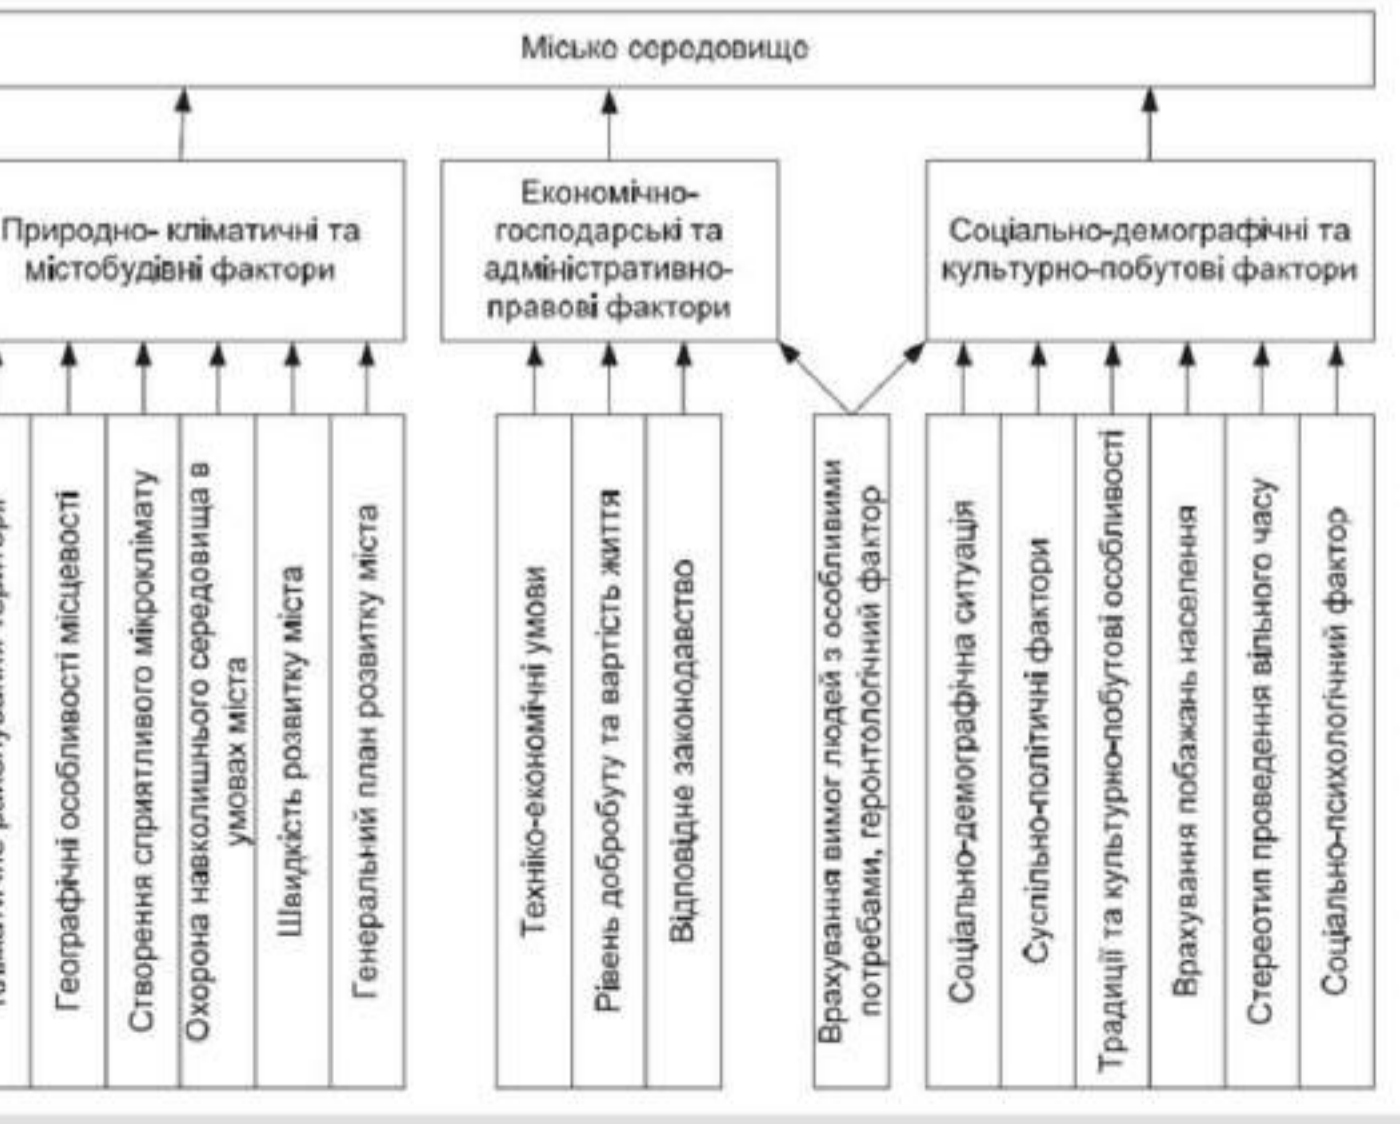 Місько середовище
Природно- кліматичні та
містобудівні фактори
Економічно-
господарські та
адміністративно-
правові фактори
Соціально-демографічні та
культурно-побутові фактори
Географічні особливості місцевості
Створення сприятливого мікроклімату
Охорона навколишнього середовища в
умовах міста
Швидкість розвитку міста
Генеральний план розвитку міста
Техніко-економічні умови
Рівень добробуту та вартість життя
Відповідне законодавство
Врахування вимог людей з особливими
потребами, геронтологічний фактор
Соціально-демографічна ситуація
Суспільно-політичні фактори
Традиції та культурно-побутові особливості
Врахування побажань населення
Стереотип проведення вільного часу
Соціально-психологічний фактор